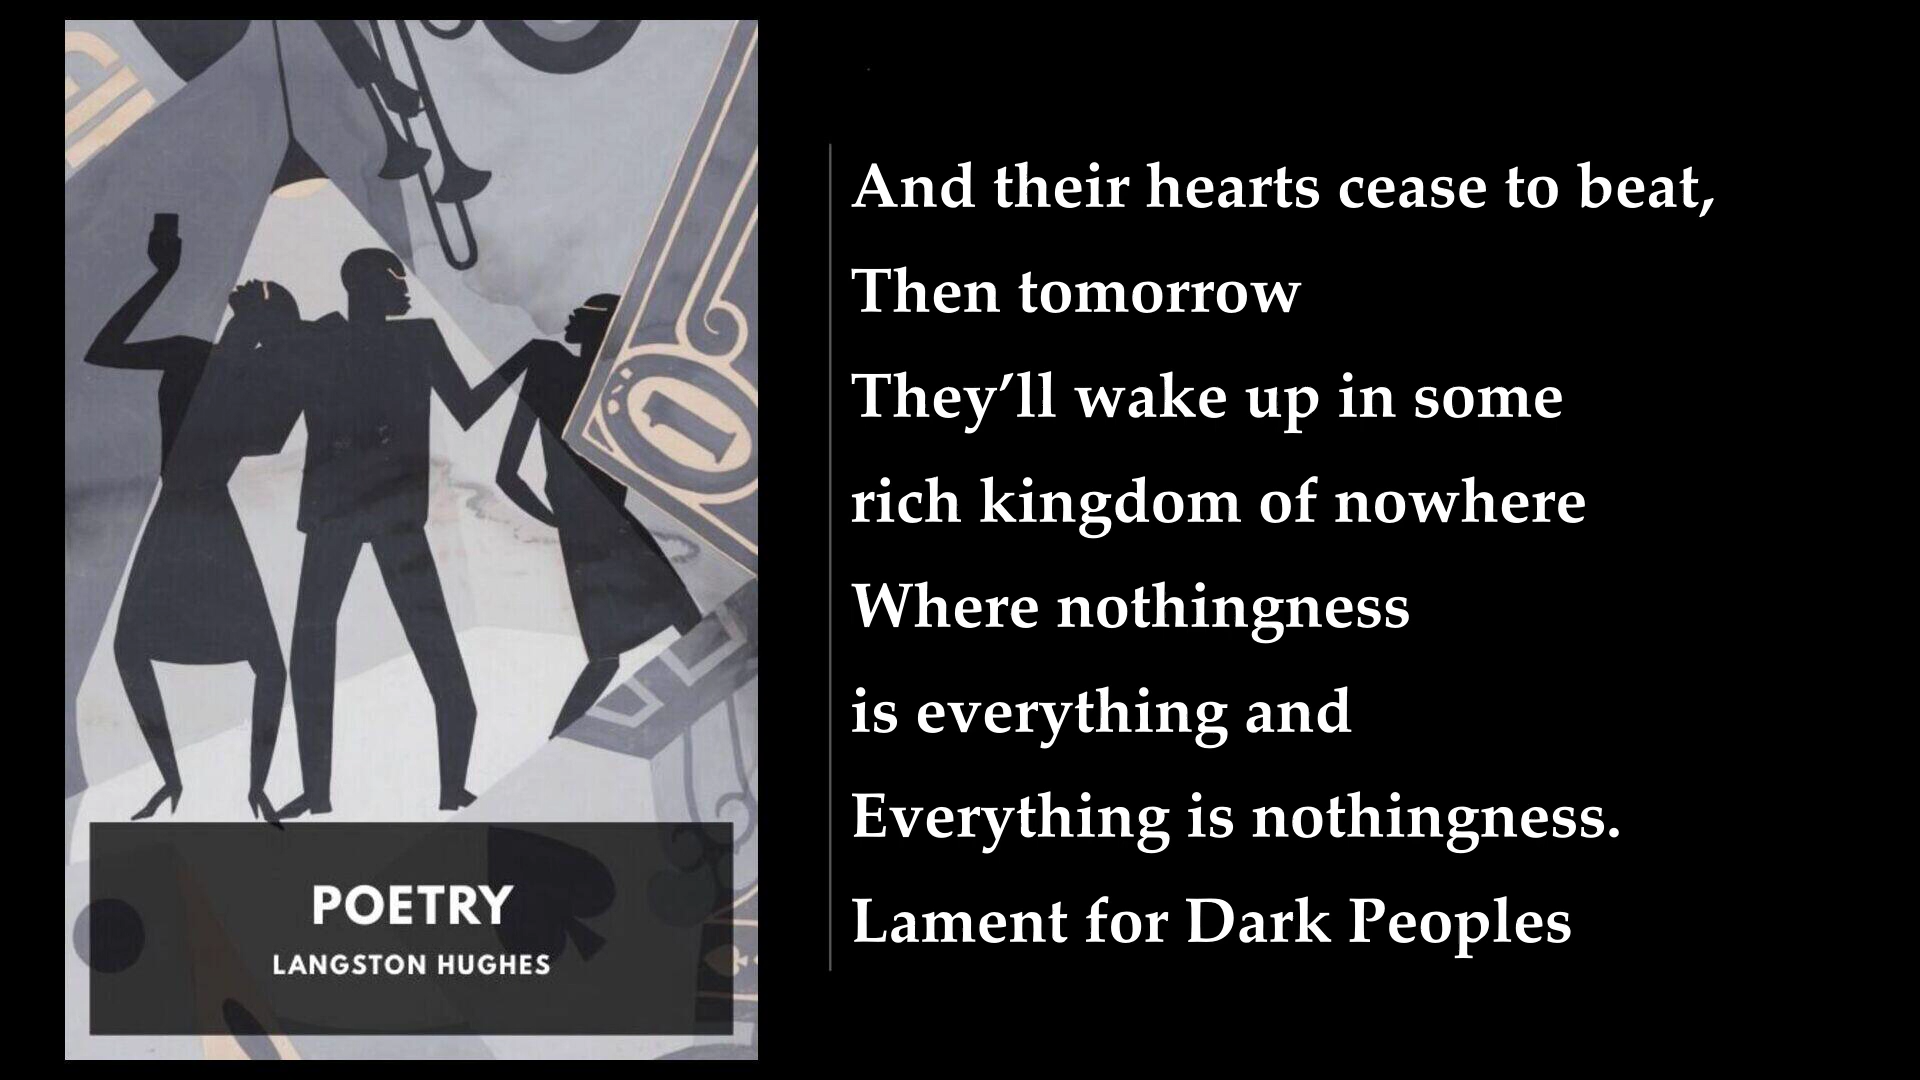 And their hearts cease to beat,
Then tomorrow
They’ll wake up in some
rich kingdom of nowhere
Where nothingness
is everything and
Everything is nothingness.
Lament for Dark Peoples
1
POETRY
LANGSTON HUGHES